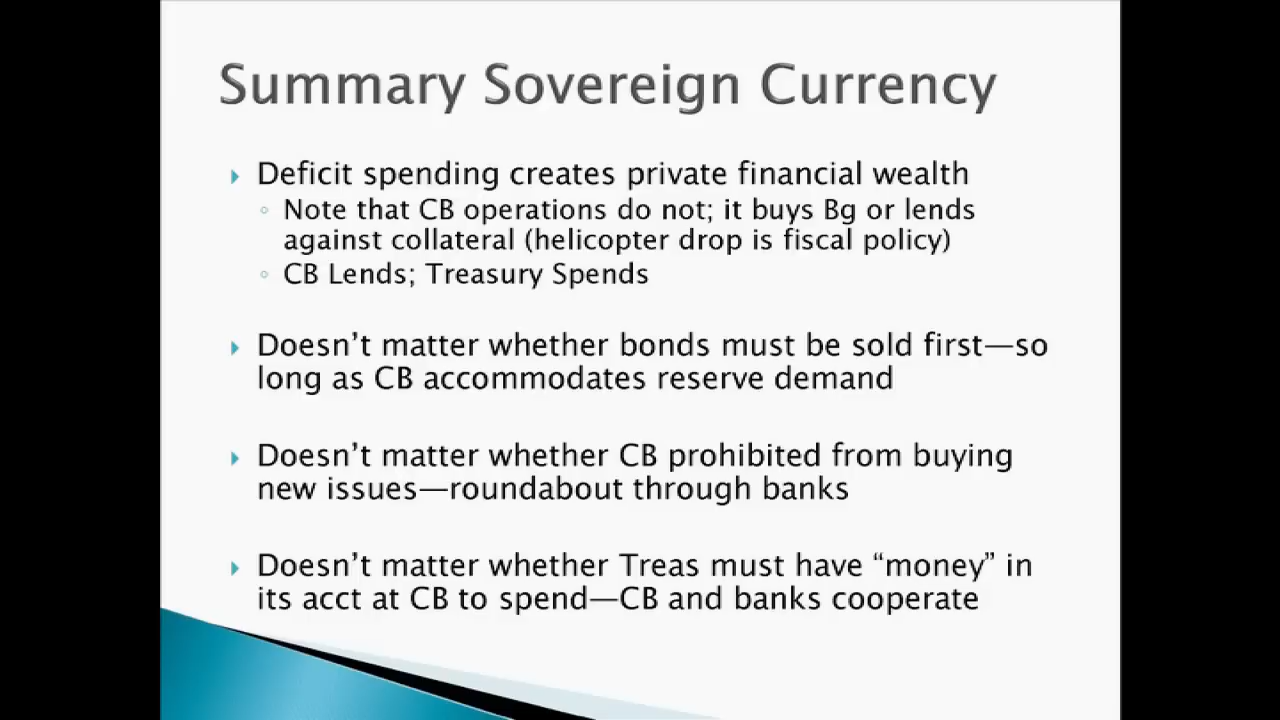 Summary Sovereign Currency
Deficit spending creates private financial wealth
Note that CB operations do not; it buys Bg or lends
against collateral (helicopter drop is fiscal policy)
CB Lends; Treasury Spends
Doesn’t matter whether bonds must be sold first—so
long as CB accommodates reserve demand
Doesn’t matter whether CB prohibited from buying
new issues—roundabout through banks
Doesn’t matter whether Treas must have “money” in
its acct at CB to spend—CB and banks cooperate